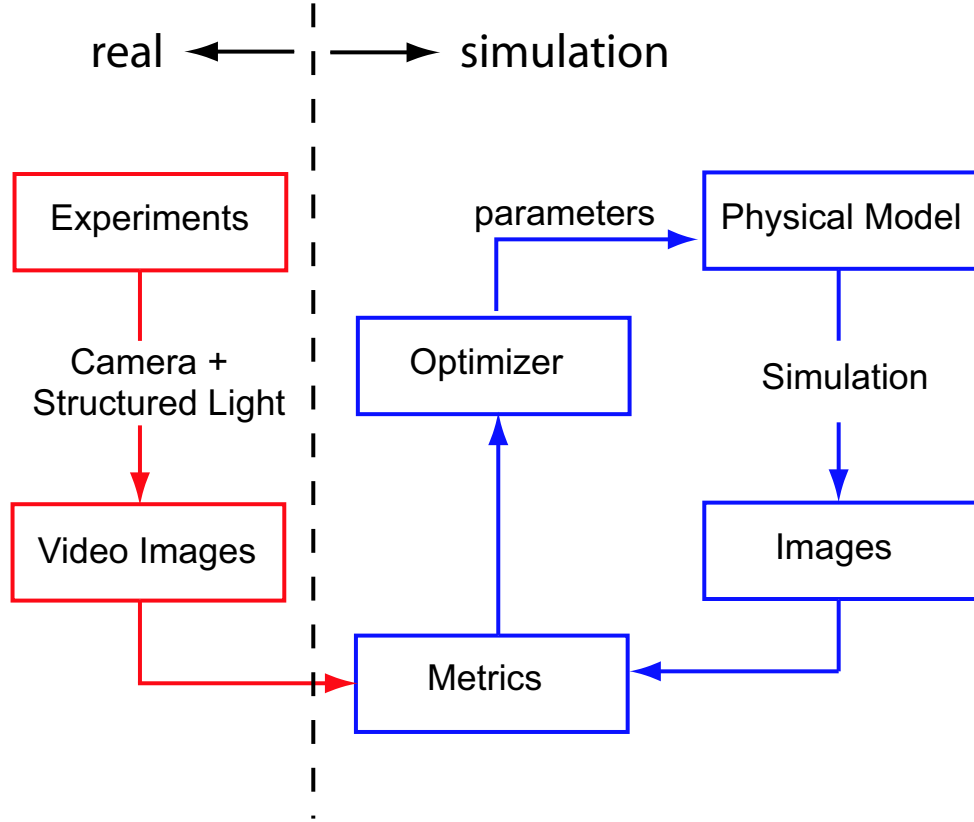 real
simulation
Experiments
Camera +
Structured Light
Video Images
parameters
Physical Model
Optimizer
Simulation
Images
Metrics